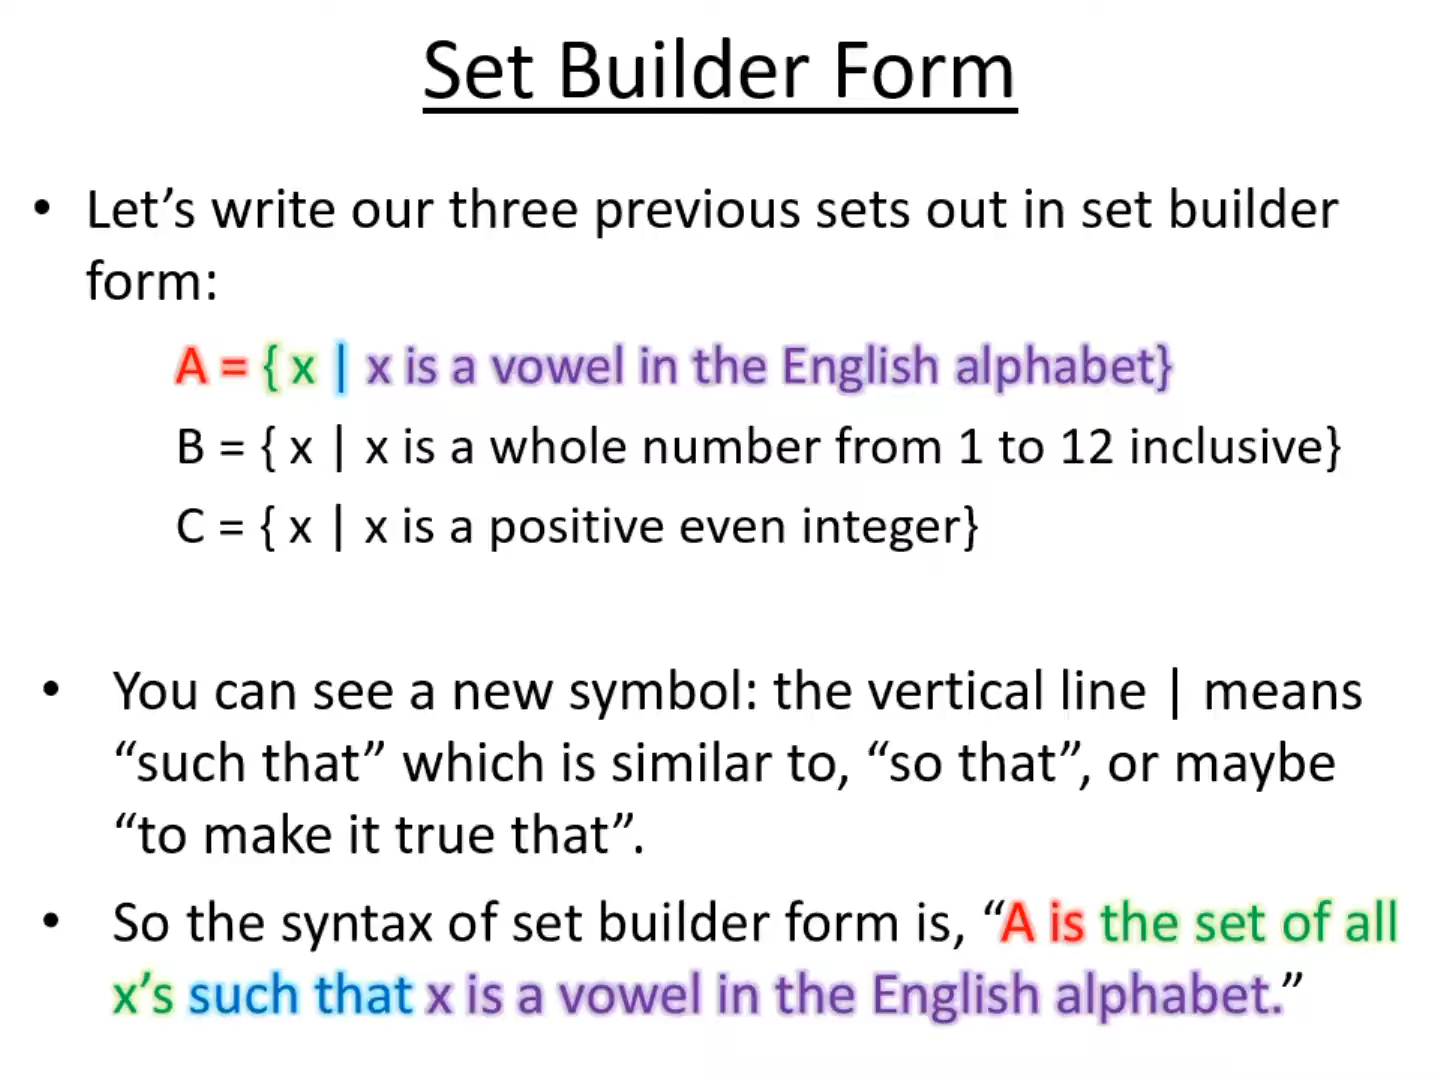 Set Builder Form
• Let’s write our three previous sets out in set builder
form:
A = { x | x is a vowel in the English alphabet}
B = { x | x is a whole number from 1 to 12 inclusive}
C = { x | x is a positive even integer}
• You can see a new symbol: the vertical line | means
“such that” which is similar to, “so that”, or maybe
“to make it true that”.
• So the syntax of set builder form is, “A is the set of all
x’s such that x is a vowel in the English alphabet.”